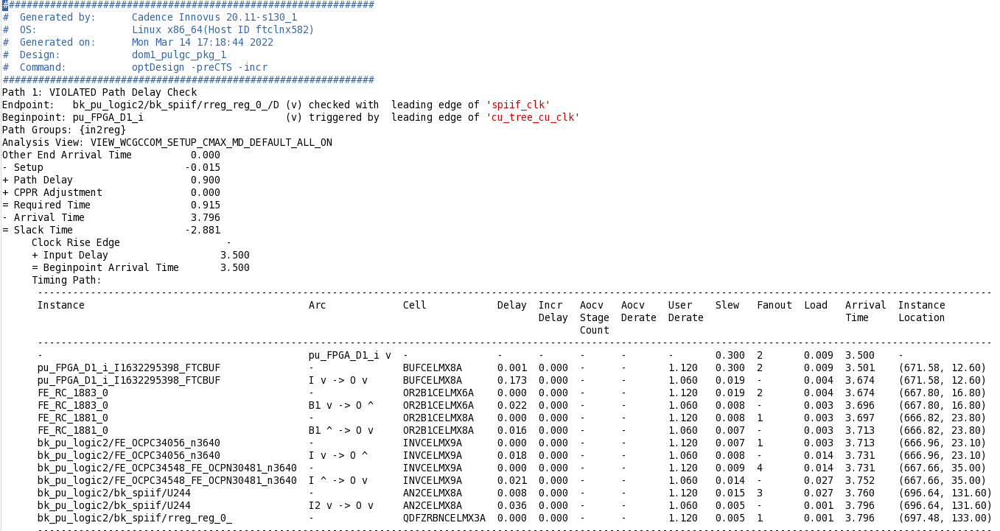 ###############################################################
#  Generated by:      Cadence Innovus 20.11-s130_1
#  OS:                Linux x86_64(Host ID ftclnx582)
#  Generated on:      Mon Mar 14 17:18:44 2022
#  Design:            dom1_pulgc_pkg_1
#  Command:           optDesign -preCTS -incr
###############################################################
Path 1: VIOLATED Path Delay Check
Endpoint:   bk_pu_logic2/bk_spiif/rreg_reg_0_/D (v) checked with  leading edge of 'spiif_clk'
Beginpoint: pu_FPGA_D1_i                        (v) triggered by  leading edge of 'cu_tree_cu_clk'
Path Groups: {in2reg}
Analysis View: VIEW_WCGCCOM_SETUP_CMAX_MD_DEFAULT_ALL_ON
Other End Arrival Time          0.000
- Setup                        -0.015
+ Path Delay                    0.900
+ CPPR Adjustment               0.000
= Required Time                 0.915
- Arrival Time                  3.796
= Slack Time                   -2.881
     Clock Rise Edge                  -
     + Input Delay                   3.500
     = Beginpoint Arrival Time       3.500
     Timing Path:
     ------------------------------------------------------------------------------------------------------------------------------------------------------------------
     Instance                                      Arc             Cell            Delay  Incr   Aocv   Aocv    User    Slew   Fanout  Load   Arrival  Instance
                                                                                          Delay  Stage  Derate  Derate                        Time     Location
                                                                                                 Count
     ------------------------------------------------------------------------------------------------------------------------------------------------------------------
     -                                             pu_FPGA_D1_i v  -               -      -      -      -       -       0.300  2       0.009  3.500    -
     pu_FPGA_D1_i_I1632295398_FTCBUF               -               BUFCELMX8A      0.001  0.000  -      -       1.120   0.300  2       0.009  3.501    (671.58, 12.60)
     pu_FPGA_D1_i_I1632295398_FTCBUF               I v -> O v      BUFCELMX8A      0.173  0.000  -      -       1.060   0.019  -       0.004  3.674    (671.58, 12.60)
     FE_RC_1883_0                                  -               OR2B1CELMX6A    0.000  0.000  -      -       1.120   0.019  2       0.004  3.674    (667.80, 16.80)
     FE_RC_1883_0                                  B1 v -> O ^     OR2B1CELMX6A    0.022  0.000  -      -       1.060   0.008  -       0.003  3.696    (667.80, 16.80)
     FE_RC_1881_0                                  -               OR2B1CELMX8A    0.000  0.000  -      -       1.120   0.008  1       0.003  3.697    (666.82, 23.80)
     FE_RC_1881_0                                  B1 ^ -> O v     OR2B1CELMX8A    0.016  0.000  -      -       1.060   0.007  -       0.003  3.713    (666.82, 23.80)
     bk_pu_logic2/FE_OCPC34056_n3640               -               INVCELMX9A      0.000  0.000  -      -       1.120   0.007  1       0.003  3.713    (666.96, 23.10)
     bk_pu_logic2/FE_OCPC34056_n3640               I v -> O ^      INVCELMX9A      0.018  0.000  -      -       1.060   0.008  -       0.014  3.731    (666.96, 23.10)
     bk_pu_logic2/FE_OCPC34548_FE_OCPN30481_n3640  -               INVCELMX9A      0.000  0.000  -      -       1.120   0.009  4       0.014  3.731    (667.66, 35.00)
     bk_pu_logic2/FE_OCPC34548_FE_OCPN30481_n3640  I ^ -> O v      INVCELMX9A      0.021  0.000  -      -       1.060   0.014  -       0.027  3.752    (667.66, 35.00)
     bk_pu_logic2/bk_spiif/U244                    -               AN2CELMX8A      0.008  0.000  -      -       1.120   0.015  3       0.027  3.760    (696.64, 131.60)
     bk_pu_logic2/bk_spiif/U244                    I2 v -> O v     AN2CELMX8A      0.036  0.000  -      -       1.060   0.005  -       0.001  3.796    (696.64, 131.60)
     bk_pu_logic2/bk_spiif/rreg_reg_0_             -               QDFZRBNCELMX3A  0.000  0.000  -      -       1.120   0.005  1       0.001  3.796    (697.48, 133.00)
     ------------------------------------------------------------------------------------------------------------------------------------------------------------------